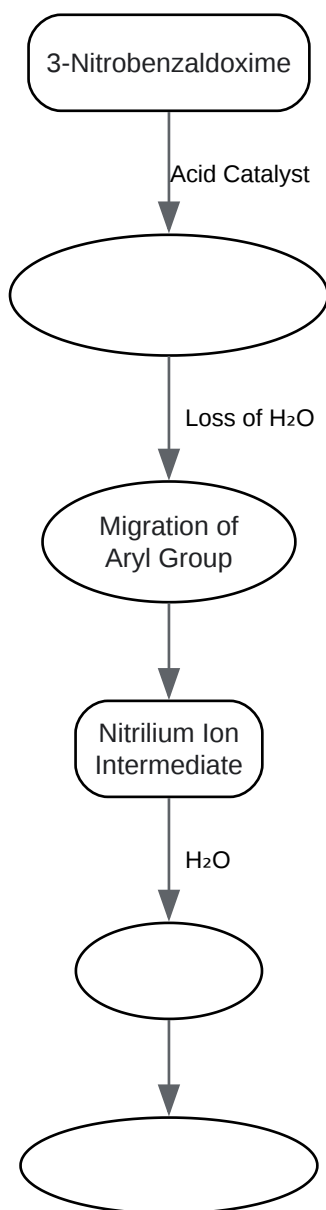 3-Nitrobenzaldoxime
Acid Catalyst
Loss of H₂O
Migration of
Aryl Group
Nitrilium Ion
Intermediate
H₂O